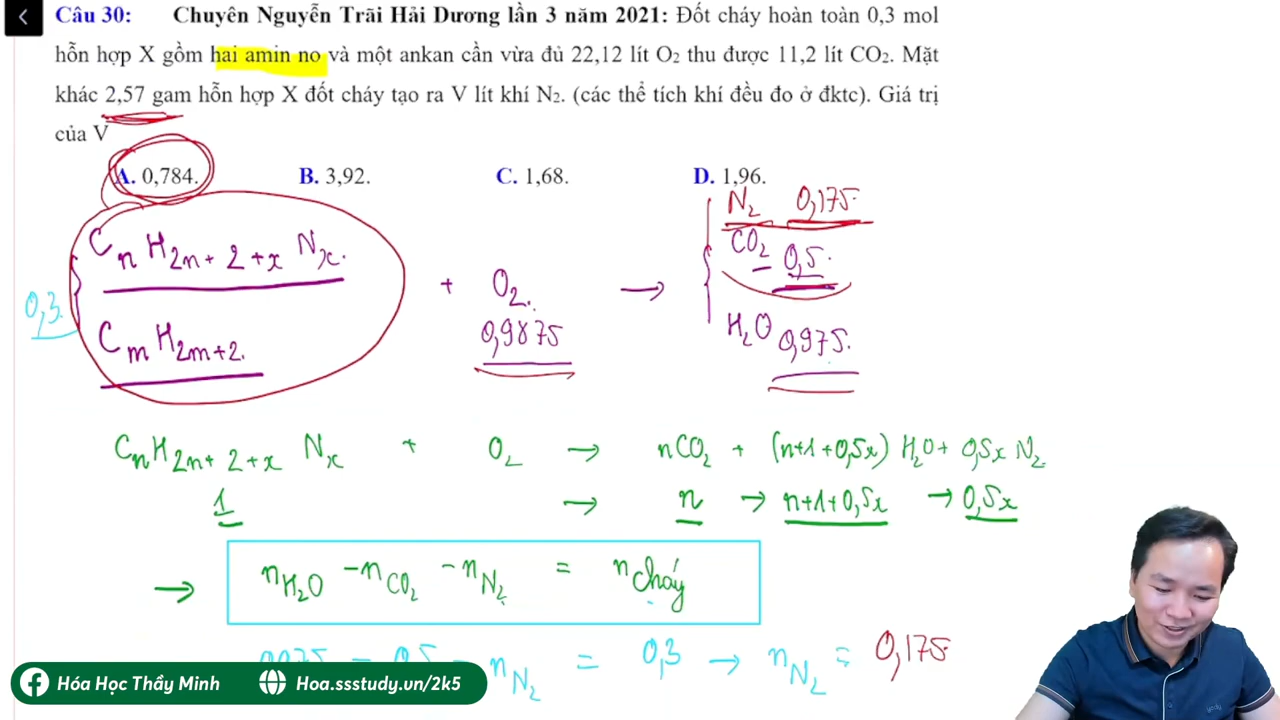 Câu 30: Chuyên Nguyễn Trãi Hải Dương lần 3 năm 2021: Đốt cháy hoàn toàn 0,3 mol
hỗn hợp X gồm hai amin no và một ankan cần vừa đủ 22,12 lít O₂ thu được 11,2 lít CO₂. Mặt
khác 2,57 gam hỗn hợp X đốt cháy tạo ra V lít khí N₂. (các thể tích khí đều đo ở đktc). Giá trị
của V
A. 0,784. B. 3,92. C. 1,68. D. 1,96.
N₂ 0,175.
CₙH₂ₙ₊₂₊ₓNₓ.
CO₂ 0,5.
0,3 + O₂ →
0,9875
CₘH₂ₘ₊₂.
H₂O 0,975.
CₙH₂ₙ₊₂₊ₓNₓ + O₂ → nCO₂ + (n+1+0,5x) H₂O + 0,5x N₂
1 → n → n+1+0,5x → 0,5x
→ n_H₂O - n_CO₂ - n_N₂ = n_cháy
n_N₂ = 0,3 → n_N₂ = 0,175
Hóa Học Thầy Minh Hoa.ssstudy.vn/2k5